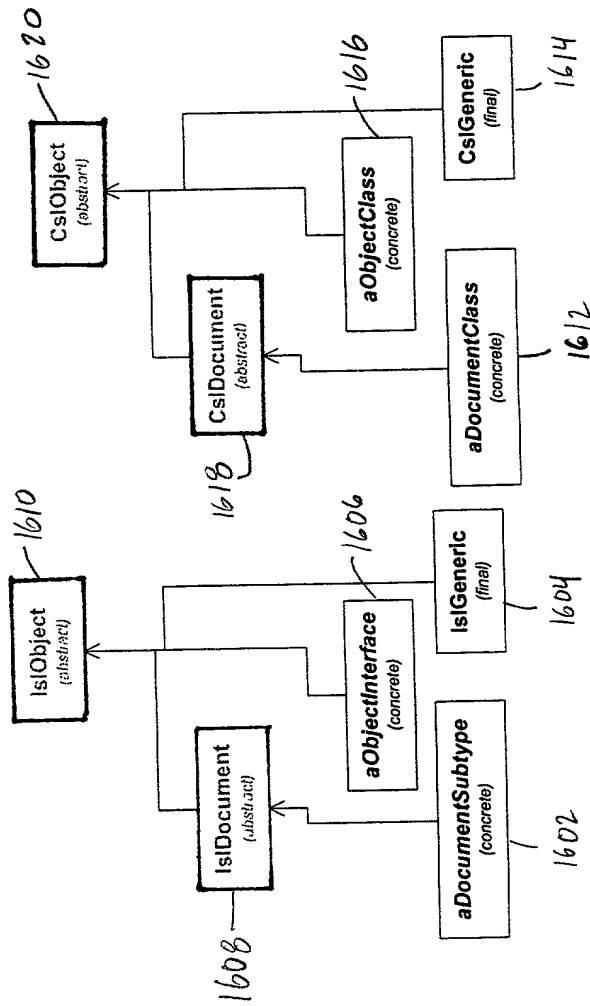 1610
IslObject
(abstract)
IslDocument
(abstract)
1608
aObjectInterface
(concrete)
1606
aDocumentSubtype
(concrete)
1602
IslGeneric
(final)
1604
1620
CslObject
(abstract)
CslDocument
(abstract)
1618
aObjectClass
(concrete)
1616
aDocumentClass
(concrete)
1612
CslGeneric
(final)
1614